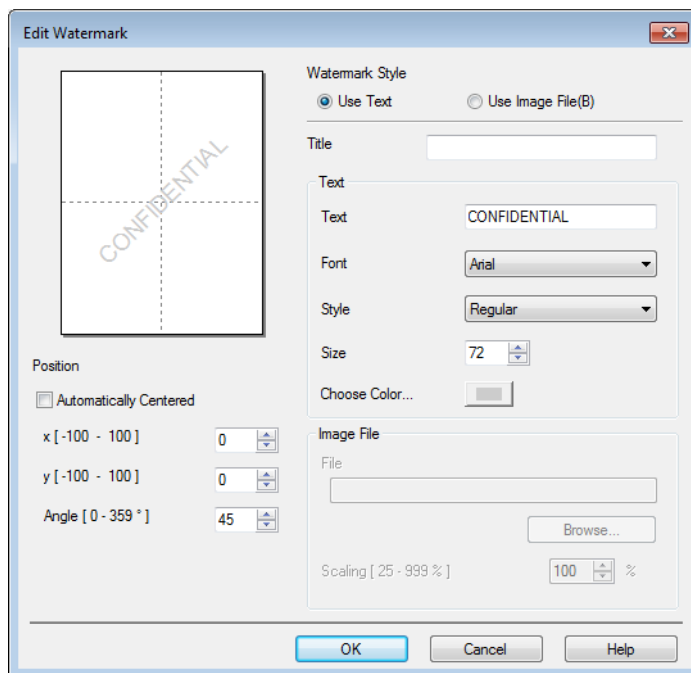 Edit Watermark
CONFIDENTIAL
Position
Automatically Centered
x [ -100 - 100 ] 0
y [ -100 - 100 ] 0
Angle [ 0 - 359 ° ] 45
Watermark Style
Use Text Use Image File(B)
Title
Text
Text CONFIDENTIAL
Font Arial
Style Regular
Size 72
Choose Color...
Image File
File
Browse...
Scaling [ 25 - 999 % ] 100 %
OK Cancel Help